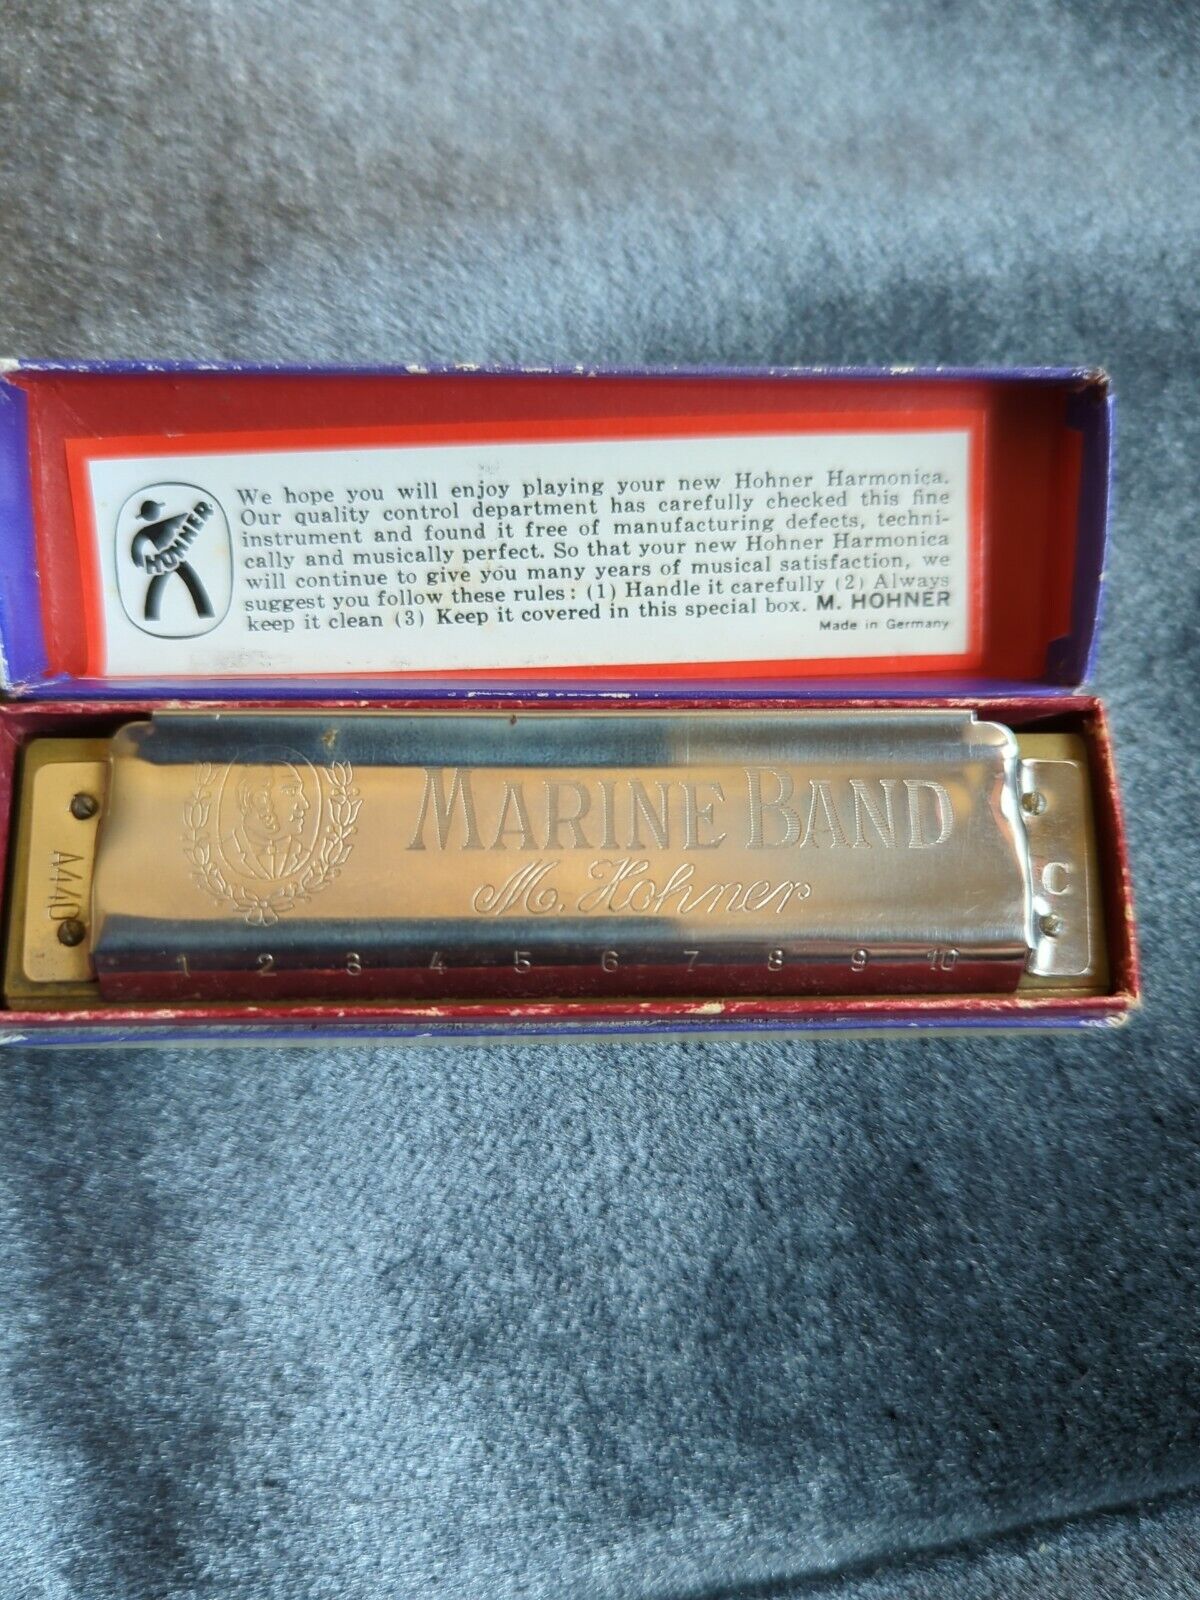 HOHNER
We hope you will enjoy playing your new Hohner Harmonica.
Our quality control department has carefully checked this fine
instrument and found it free of manufacturing defects, techni-
cally and musically perfect. So that your new Hohner Harmonica
will continue to give you many years of musical satisfaction, we
suggest you follow these rules: (1) Handle it carefully (2) Always
keep it clean (3) Keep it covered in this special box. M. HOHNER
Made in Germany
MARINE BAND
M. Hohner
A440
C
1 2 3 4 5 6 7 8 9 10